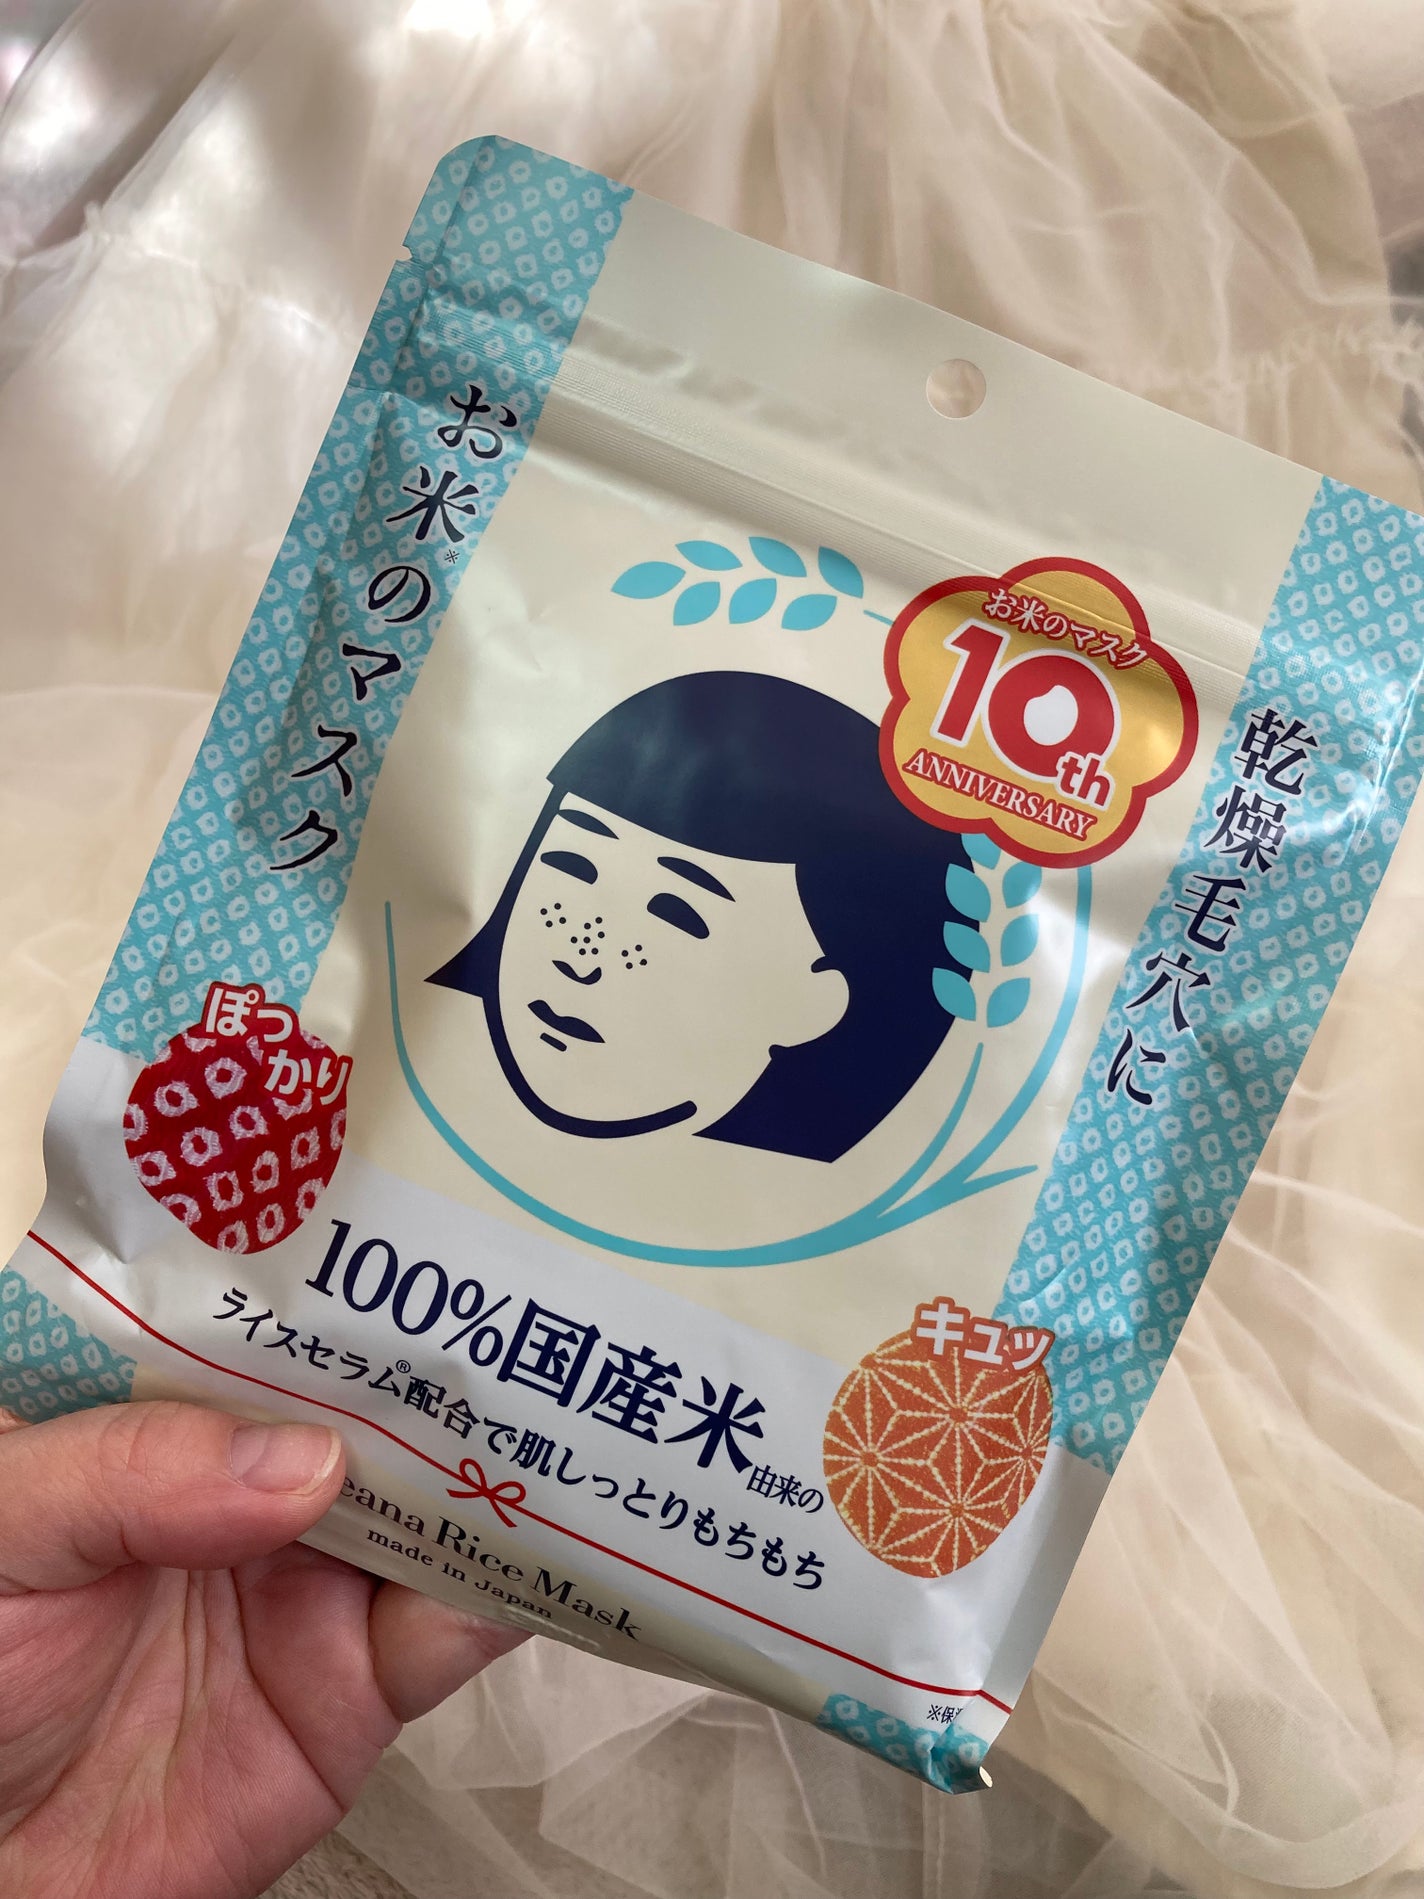 お米※のマスク
乾燥毛穴に
お米のマスク
10th
ANNIVERSARY
ぽっ
かり
キュッ
100%国産米由来の
ライスセラム®配合で肌しっとりもちもち
Rice Mask
made in Japan